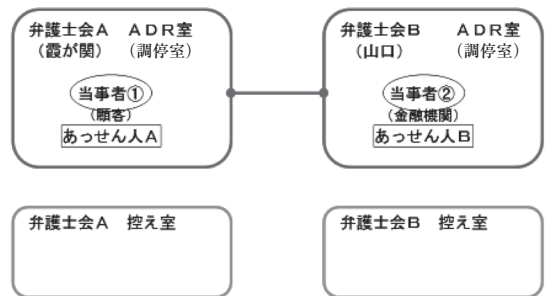 弁護士会A ADR室
(霞が関) (調停室)
当事者①
(顧客)
あっせん人A
弁護士会B ADR室
(山口) (調停室)
当事者②
(金融機関)
あっせん人B
弁護士会A 控え室
弁護士会B 控え室